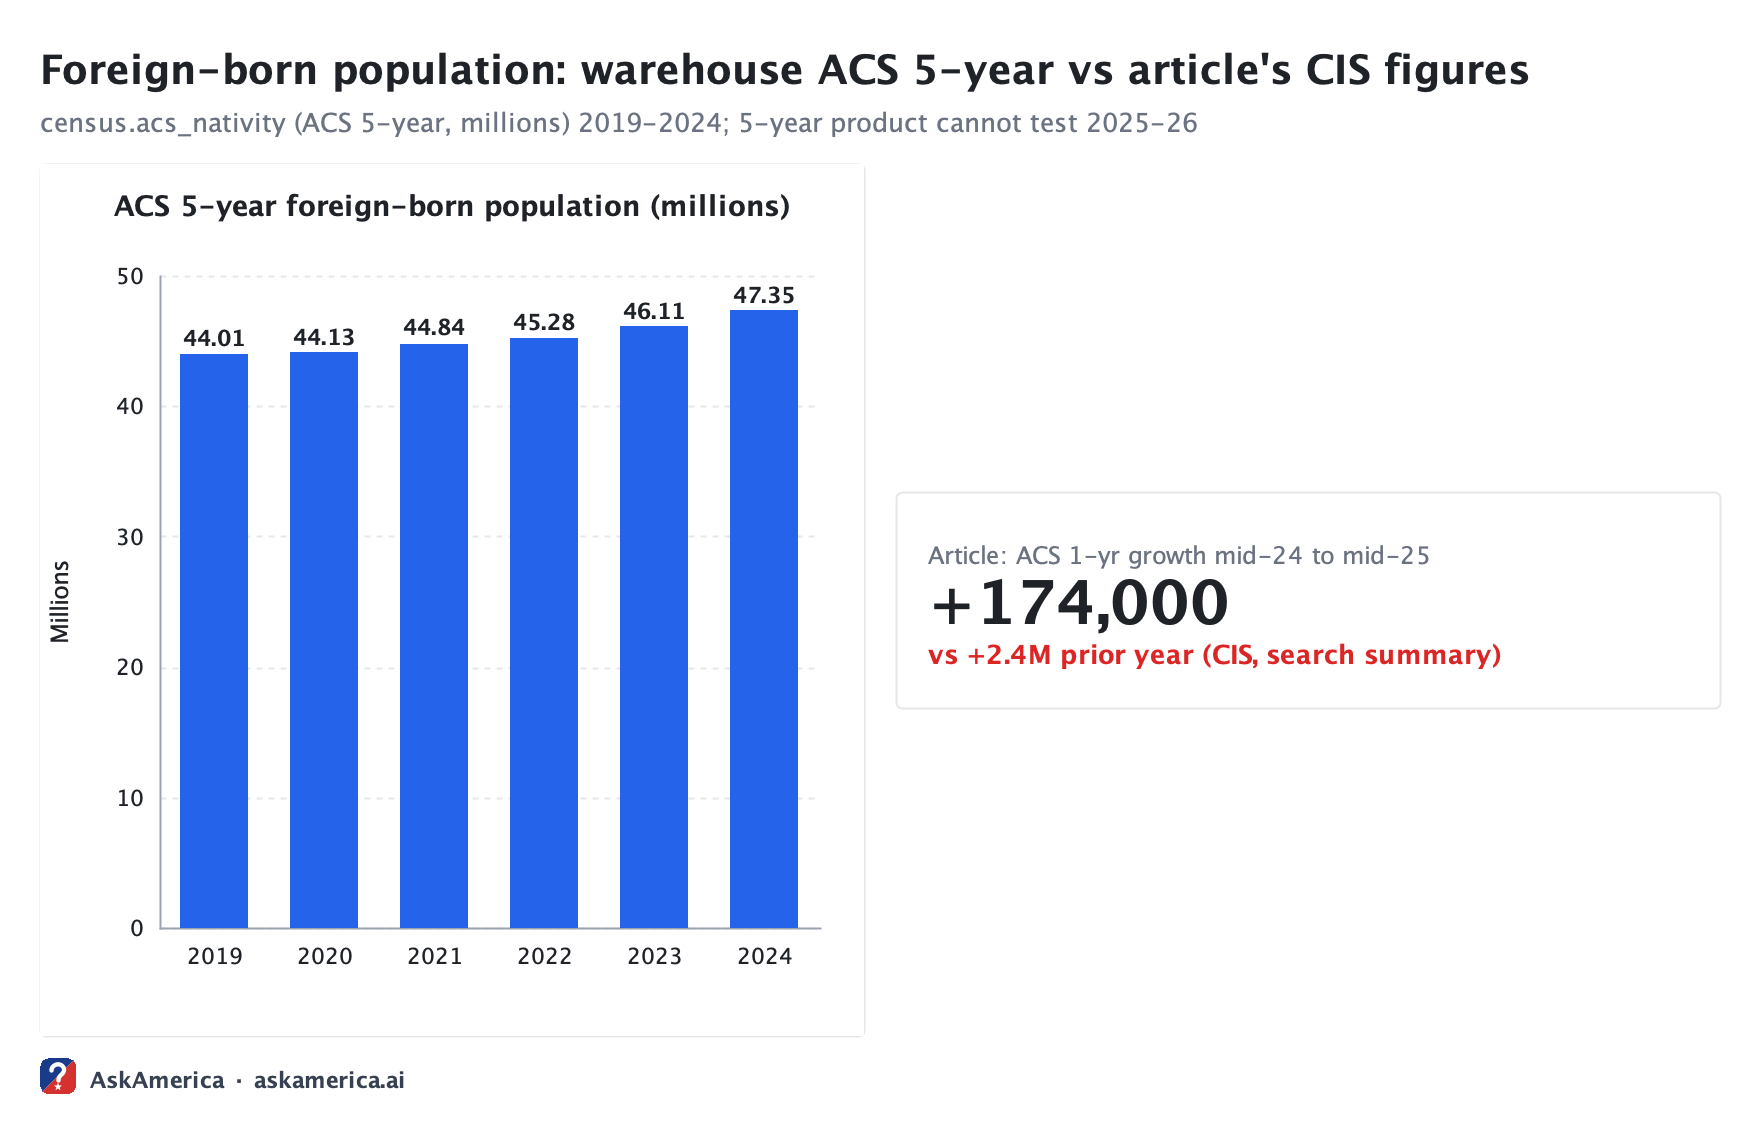 Foreign-born population: warehouse ACS 5-year vs article's CIS figures
census.acs_nativity (ACS 5-year, millions) 2019-2024; 5-year product cannot test 2025-26
ACS 5-year foreign-born population (millions)
Millions
50
40
30
20
10
0
44.01
44.13
44.84
45.28
46.11
47.35
2019
2020
2021
2022
2023
2024
Article: ACS 1-yr growth mid-24 to mid-25
+174,000
vs +2.4M prior year (CIS, search summary)
AskAmerica · askamerica.ai